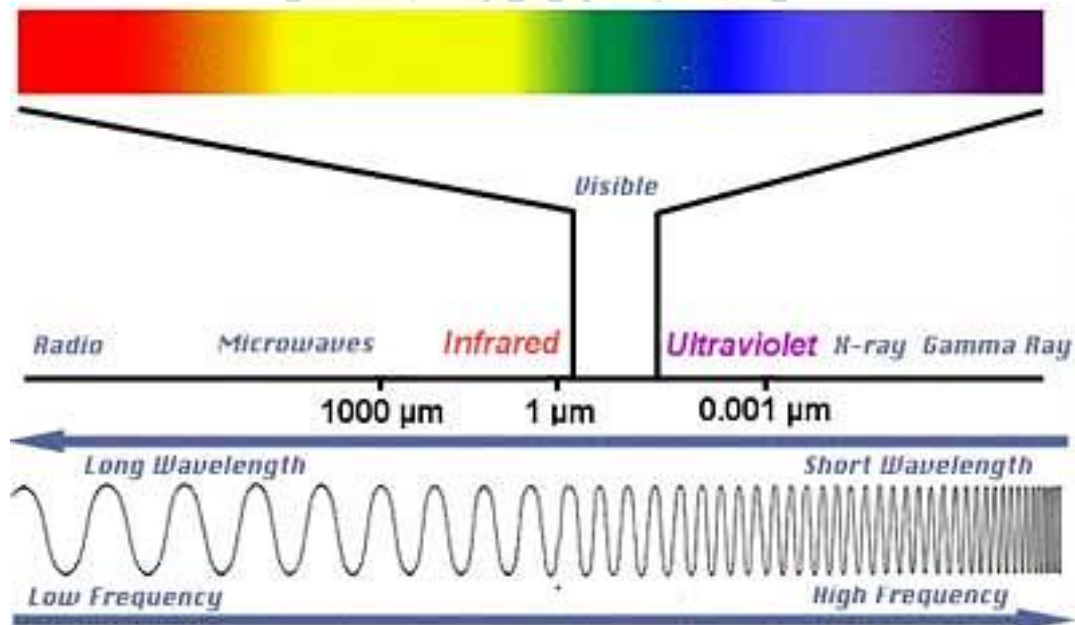 Visible
Radio Microwaves Infrared Ultraviolet X-ray Gamma Ray
1000 µm 1 µm 0.001 µm
Long Wavelength Short Wavelength
Low Frequency High Frequency